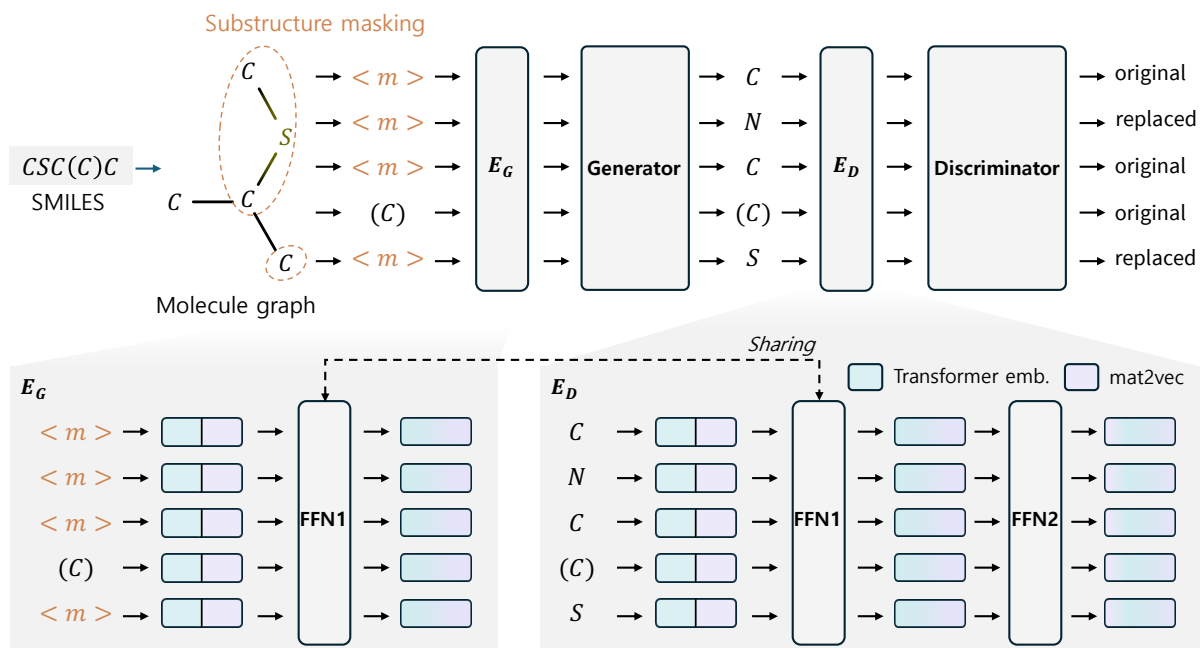 Substructure masking
C <m> C original
S <m> N replaced
CSC(C)C <m> E_G Generator C E_D Discriminator original
SMILES C C (C) (C) original
C <m> S replaced
Molecule graph
Sharing
E_G E_D Transformer emb. mat2vec
<m> C
<m> N
<m> FFN1 C FFN1 FFN2
(C) (C)
<m> S